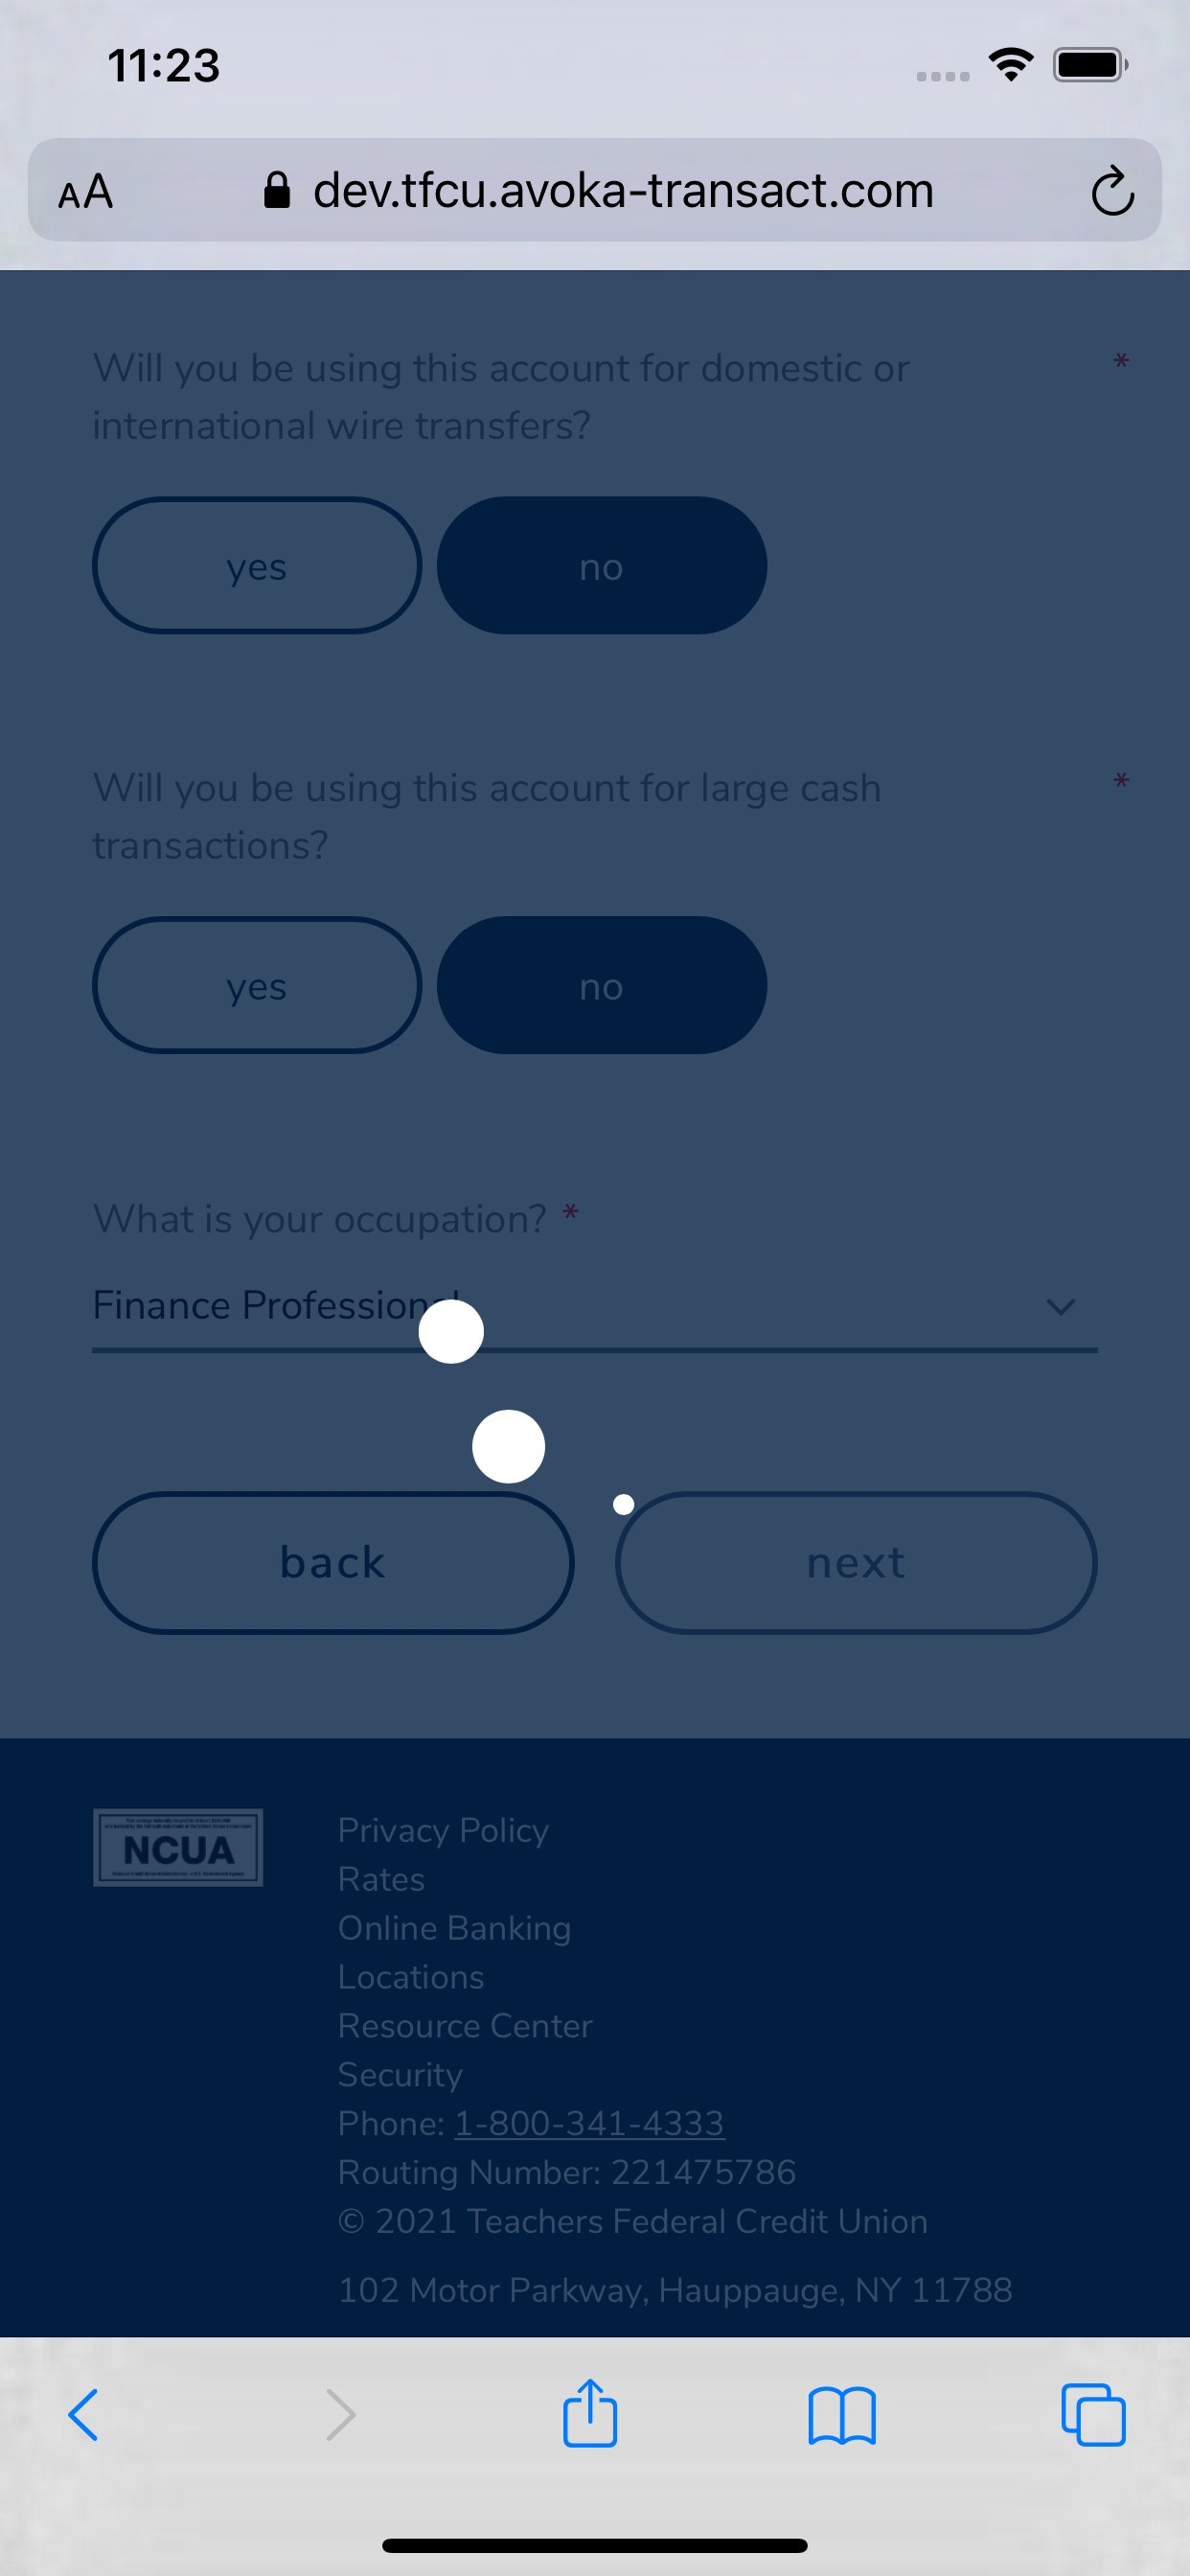 11:23
AA dev.tfcu.avoka-transact.com
Will you be using this account for domestic or *
international wire transfers?
yes no
Will you be using this account for large cash *
transactions?
yes no
What is your occupation? *
Finance Professional
back next
NCUA
Privacy Policy
Rates
Online Banking
Locations
Resource Center
Security
Phone: 1-800-341-4333
Routing Number: 221475786
© 2021 Teachers Federal Credit Union
102 Motor Parkway, Hauppauge, NY 11788